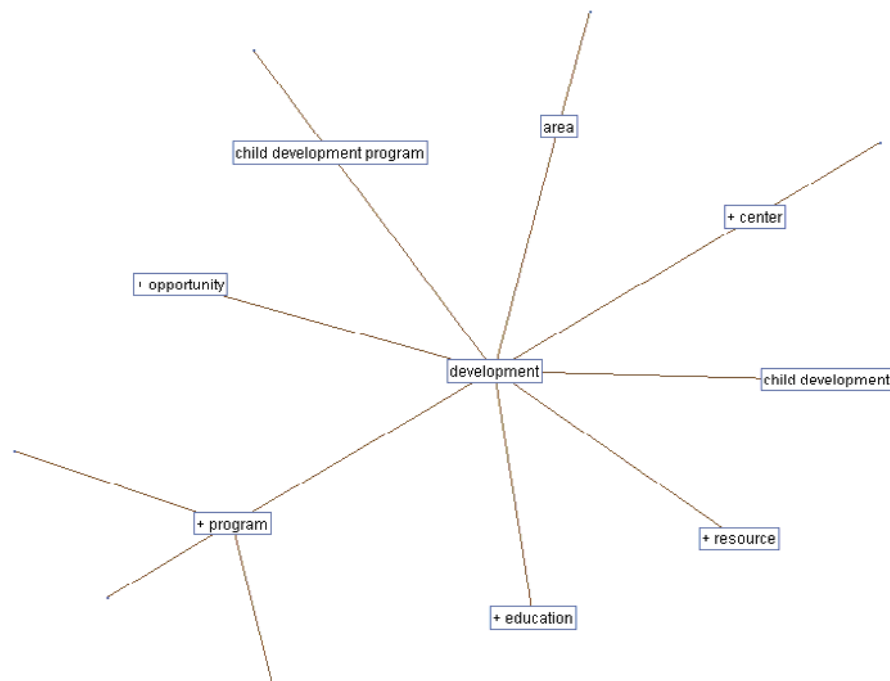 area
child development program
+ center
opportunity
development
child development
+ program
+ resource
+ education